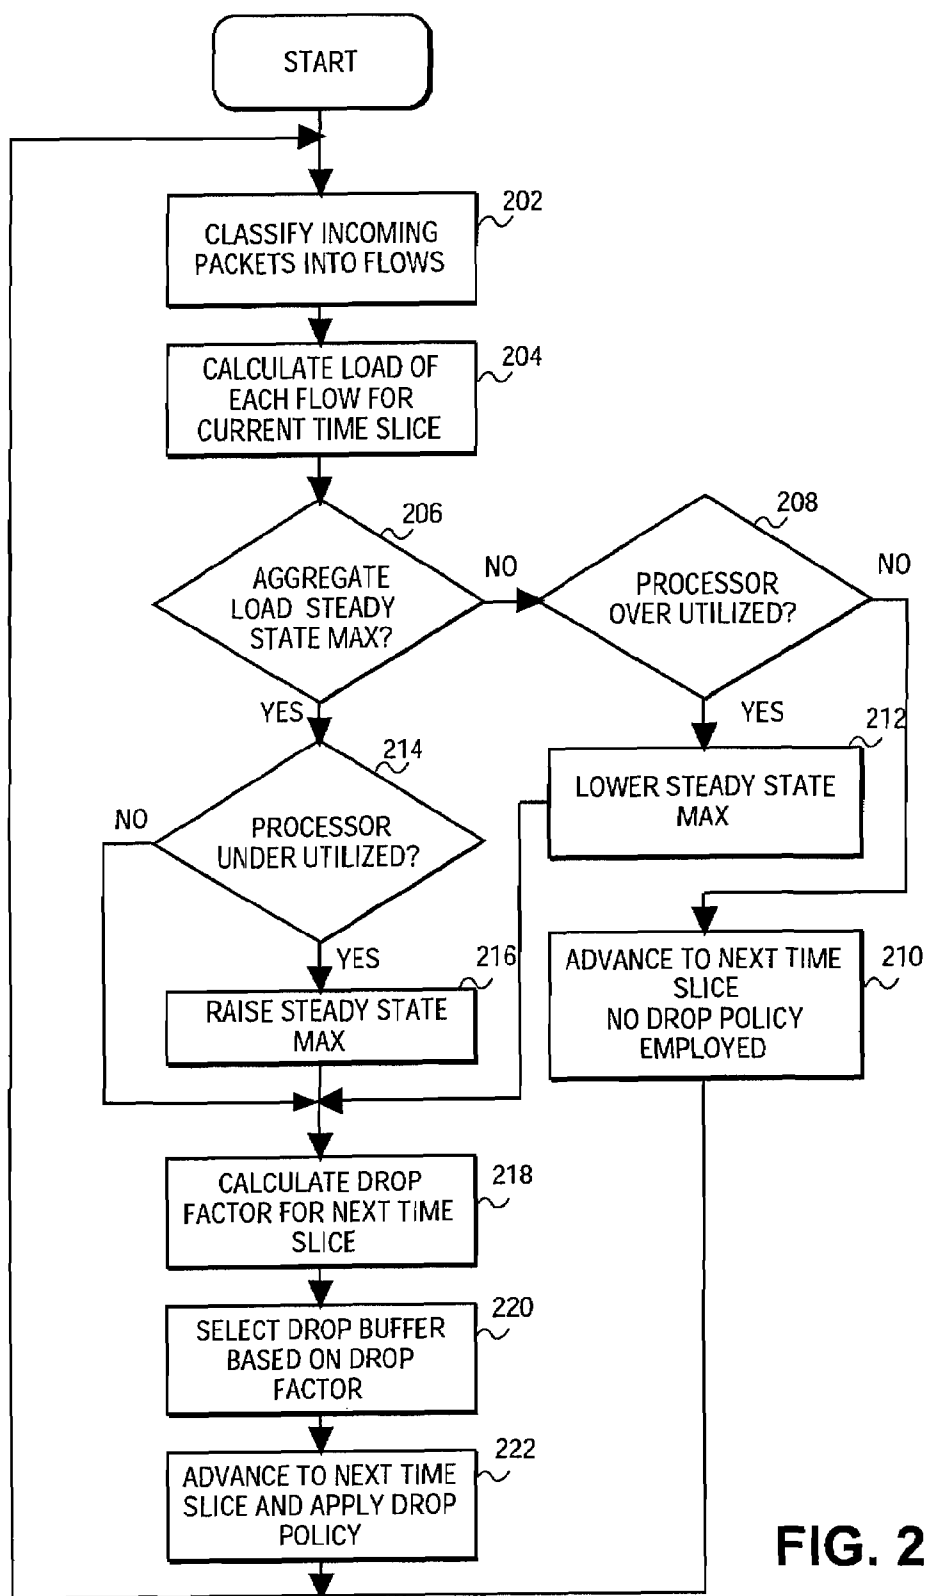 START
202
CLASSIFY INCOMING
PACKETS INTO FLOWS
204
CALCULATE LOAD OF
EACH FLOW FOR
CURRENT TIME SLICE
206
AGGREGATE
LOAD STEADY
STATE MAX?
NO
208
PROCESSOR
OVER UTILIZED?
NO
YES
YES
212
LOWER STEADY STATE
MAX
214
NO
PROCESSOR
UNDER UTILIZED?
YES
216
RAISE STEADY STATE
MAX
210
ADVANCE TO NEXT TIME
SLICE
NO DROP POLICY
EMPLOYED
218
CALCULATE DROP
FACTOR FOR NEXT TIME
SLICE
220
SELECT DROP BUFFER
BASED ON DROP
FACTOR
222
ADVANCE TO NEXT TIME
SLICE AND APPLY DROP
POLICY
FIG. 2